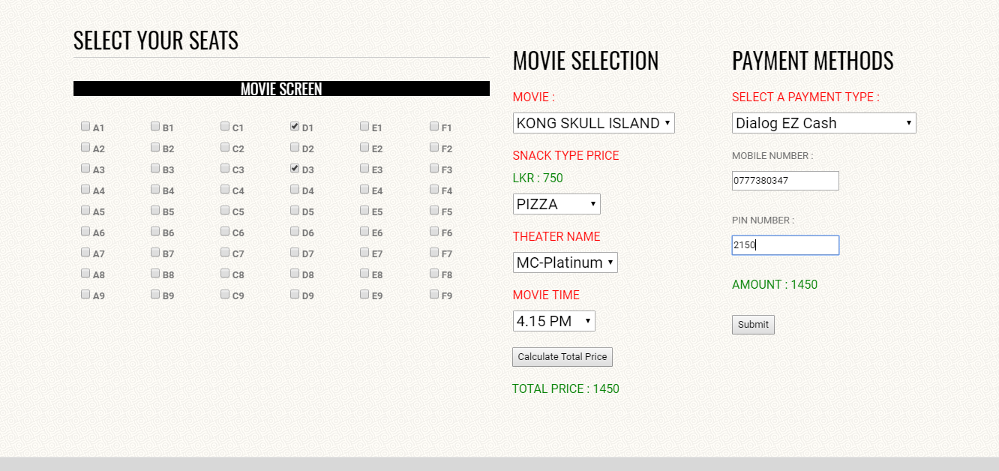 SELECT YOUR SEATS
MOVIE SCREEN
A1 B1 C1 D1 E1 F1
A2 B2 C2 D2 E2 F2
A3 B3 C3 D3 E3 F3
A4 B4 C4 D4 E4 F4
A5 B5 C5 D5 E5 F5
A6 B6 C6 D6 E6 F6
A7 B7 C7 D7 E7 F7
A8 B8 C8 D8 E8 F8
A9 B9 C9 D9 E9 F9
MOVIE SELECTION
MOVIE :
KONG SKULL ISLAND
SNACK TYPE PRICE
LKR : 750
PIZZA
THEATER NAME
MC-Platinum
MOVIE TIME
4.15 PM
Calculate Total Price
TOTAL PRICE : 1450
PAYMENT METHODS
SELECT A PAYMENT TYPE :
Dialog EZ Cash
MOBILE NUMBER :
0777380347
PIN NUMBER :
2150
AMOUNT : 1450
Submit